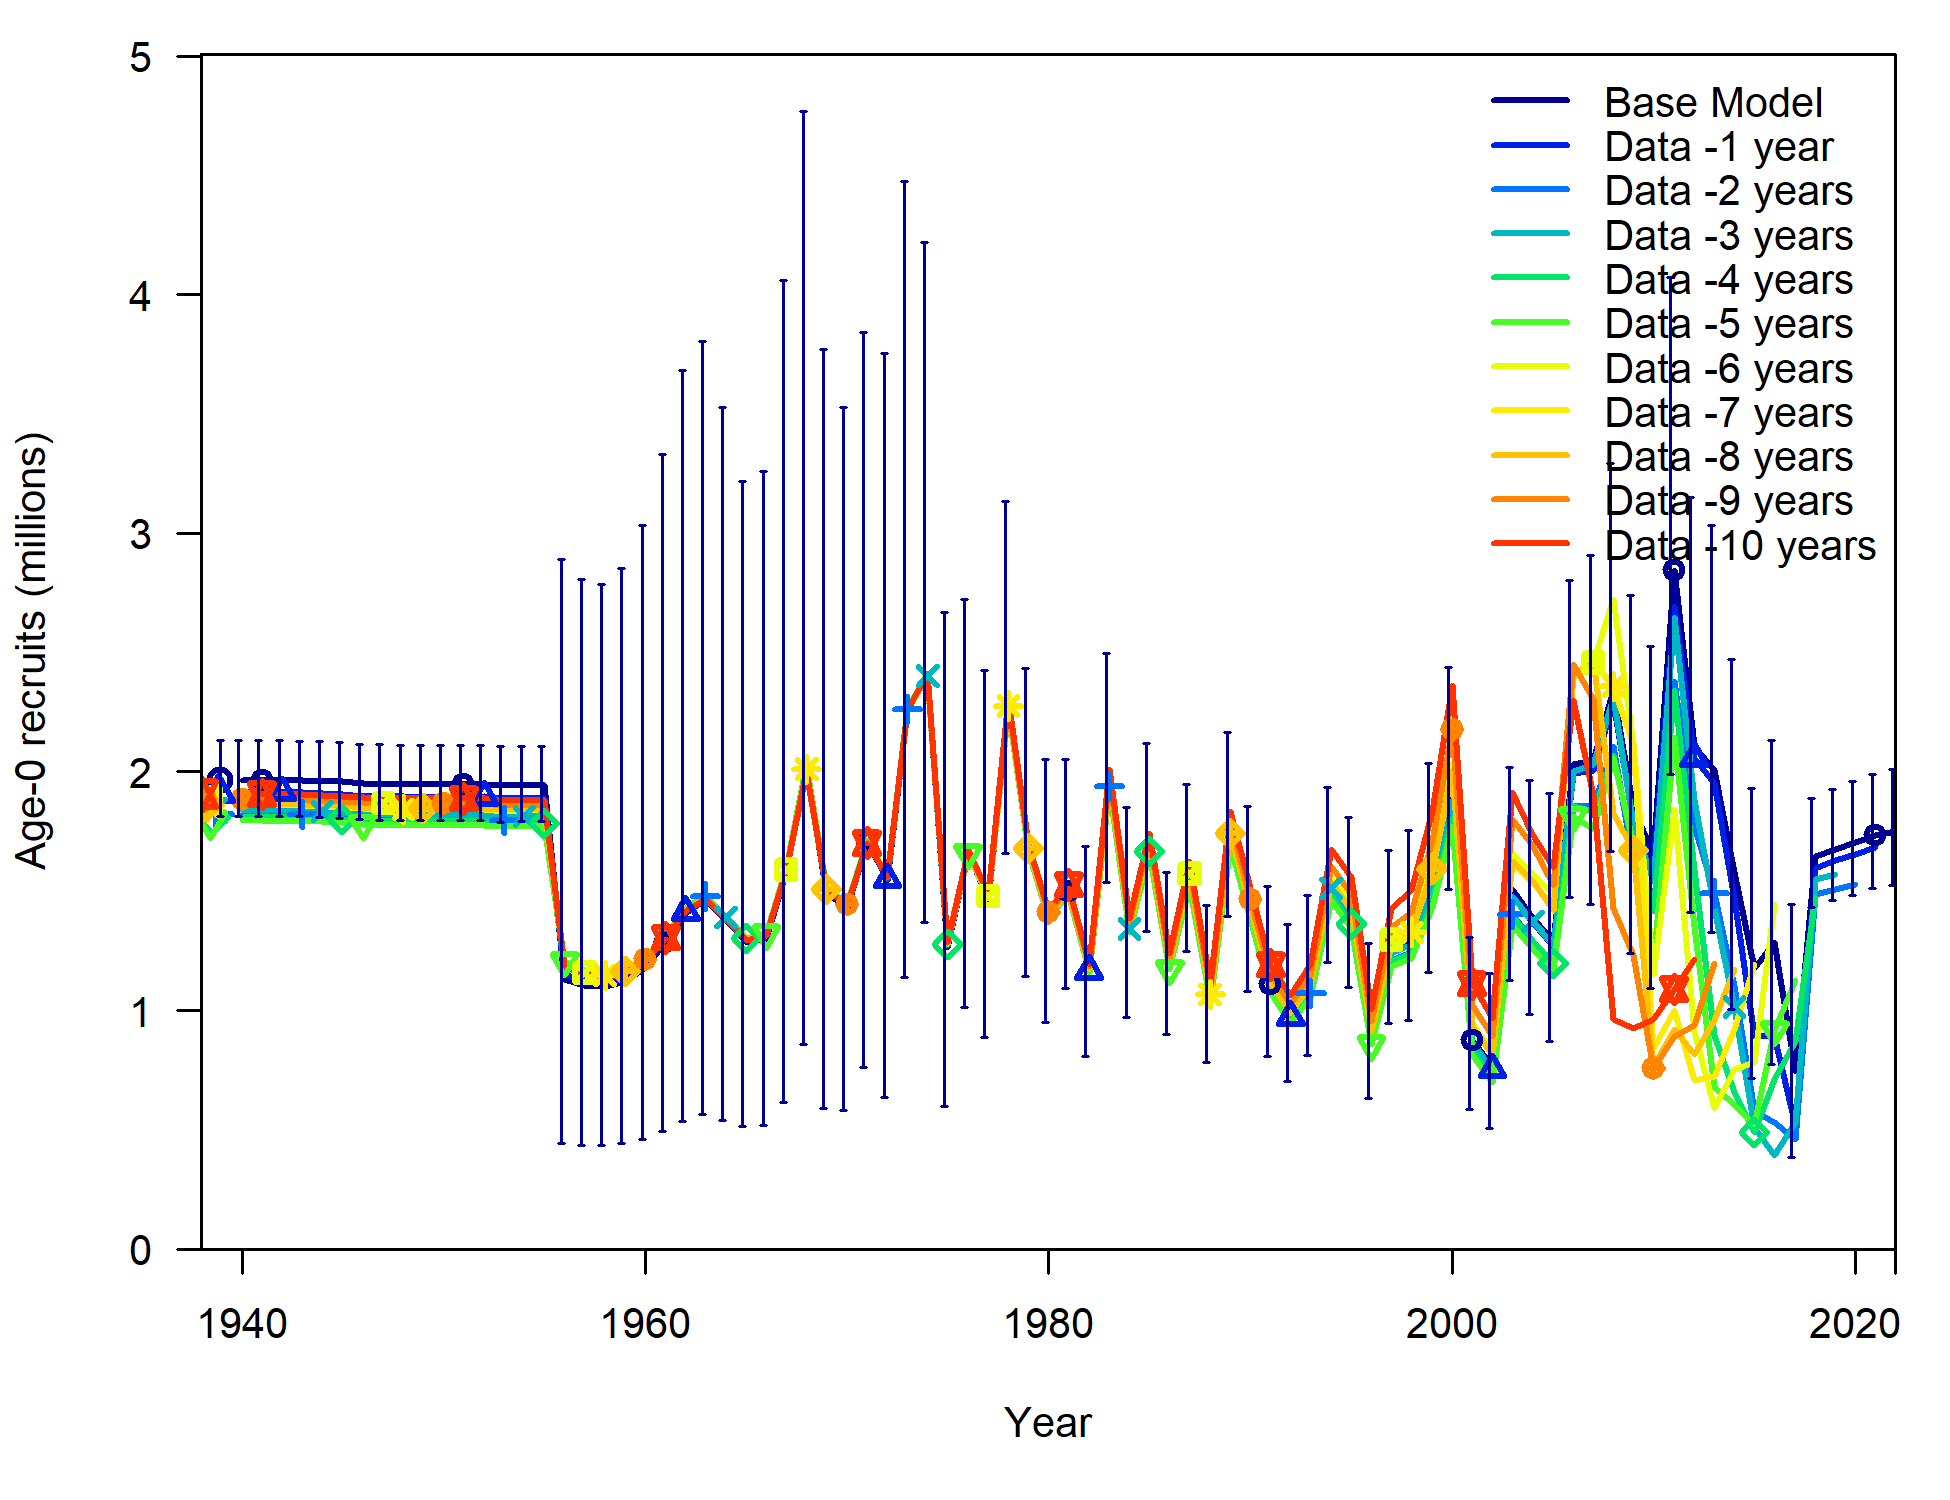 5
4
3
2
1
0
Age-0 recruits (millions)
Base Model
Data -1 year
Data -2 years
Data -3 years
Data -4 years
Data -5 years
Data -6 years
Data -7 years
Data -8 years
Data -9 years
Data -10 years
1940
1960
1980
2000
2020
Year